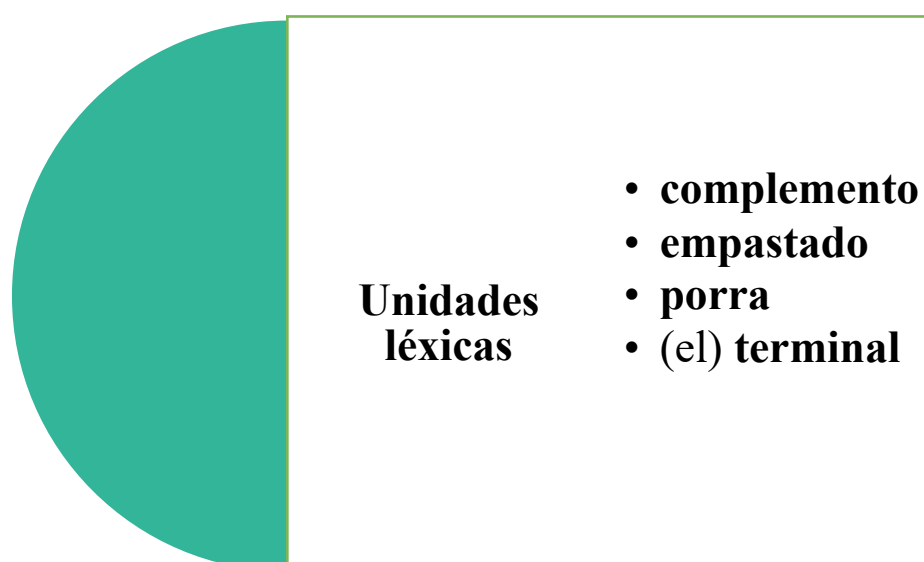 Unidades
léxicas
• complemento
• empastado
• porra
• (el) terminal